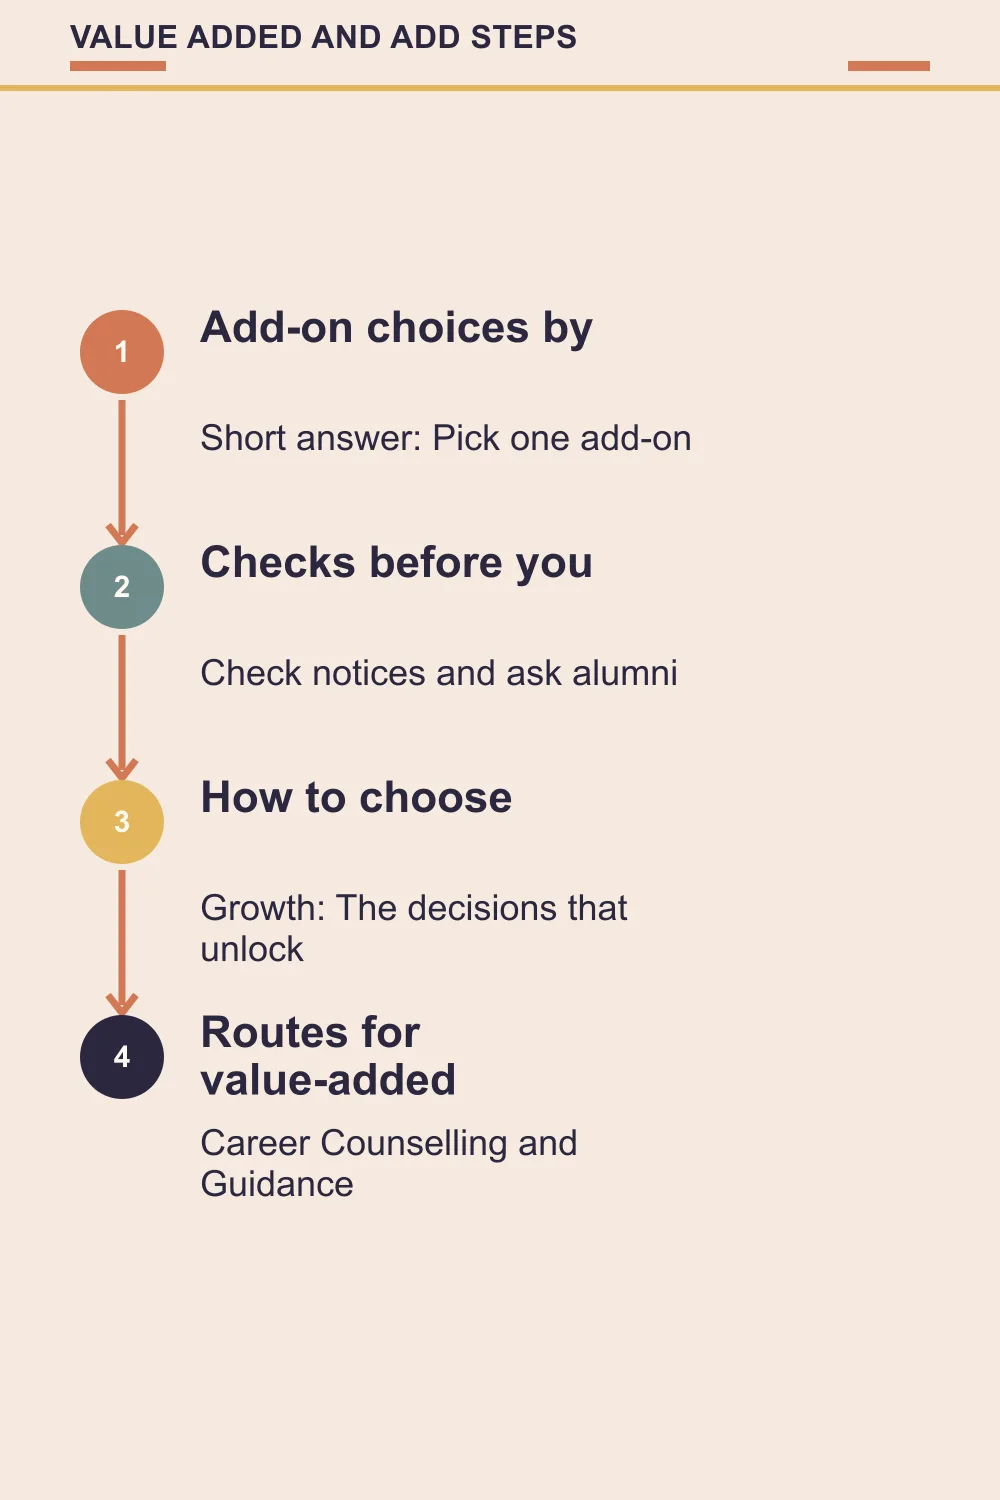 VALUE ADDED AND ADD STEPS
1
Add-on choices by
Short answer: Pick one add-on
2
Checks before you
Check notices and ask alumni
3
How to choose
Growth: The decisions that
unlock
4
Routes for
value-added
Career Counselling and
Guidance